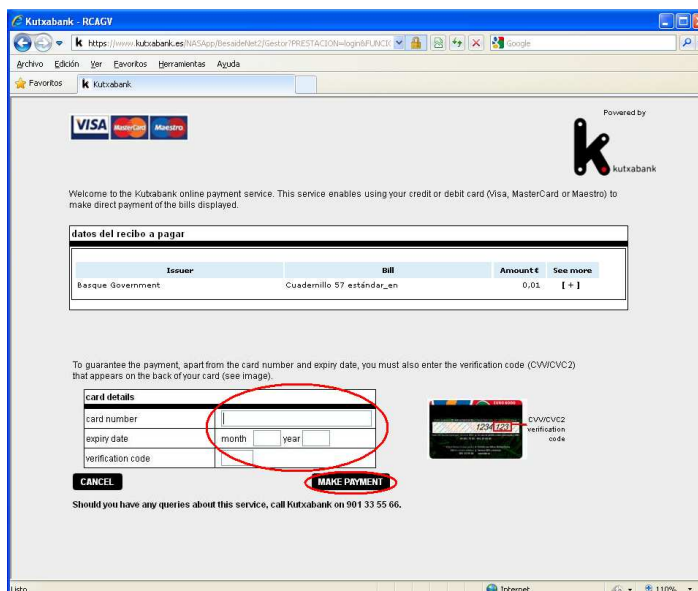 Kutxabank - RCAGV
https://www.kutxabank.es/NASApp/BesaideNet2/Gestor?PRESTACION=login&FUNCIO
Google
Archivo Edición Ver Favoritos Herramientas Ayuda
Favoritos
Kutxabank
VISA MasterCard Maestro
Powered by
k.
kutxabank
Welcome to the Kutxabank online payment service. This service enables using your credit or debit card (Visa, MasterCard or Maestro) to
make direct payment of the bills displayed.
datos del recibo a pagar
Issuer Bill Amount € See more
Basque Government Cuadernillo 57 estándar_en 0,01 [ + ]
To guarantee the payment, apart from the card number and expiry date, you must also enter the verification code (CVV/CVC2)
that appears on the back of your card (see image).
card details
card number
expiry date month year
verification code
1234 123
CVV/CVC2
verification
code
CANCEL MAKE PAYMENT
Should you have any queries about this service, call Kutxabank on 901 33 55 66.
Listo Internet 110%